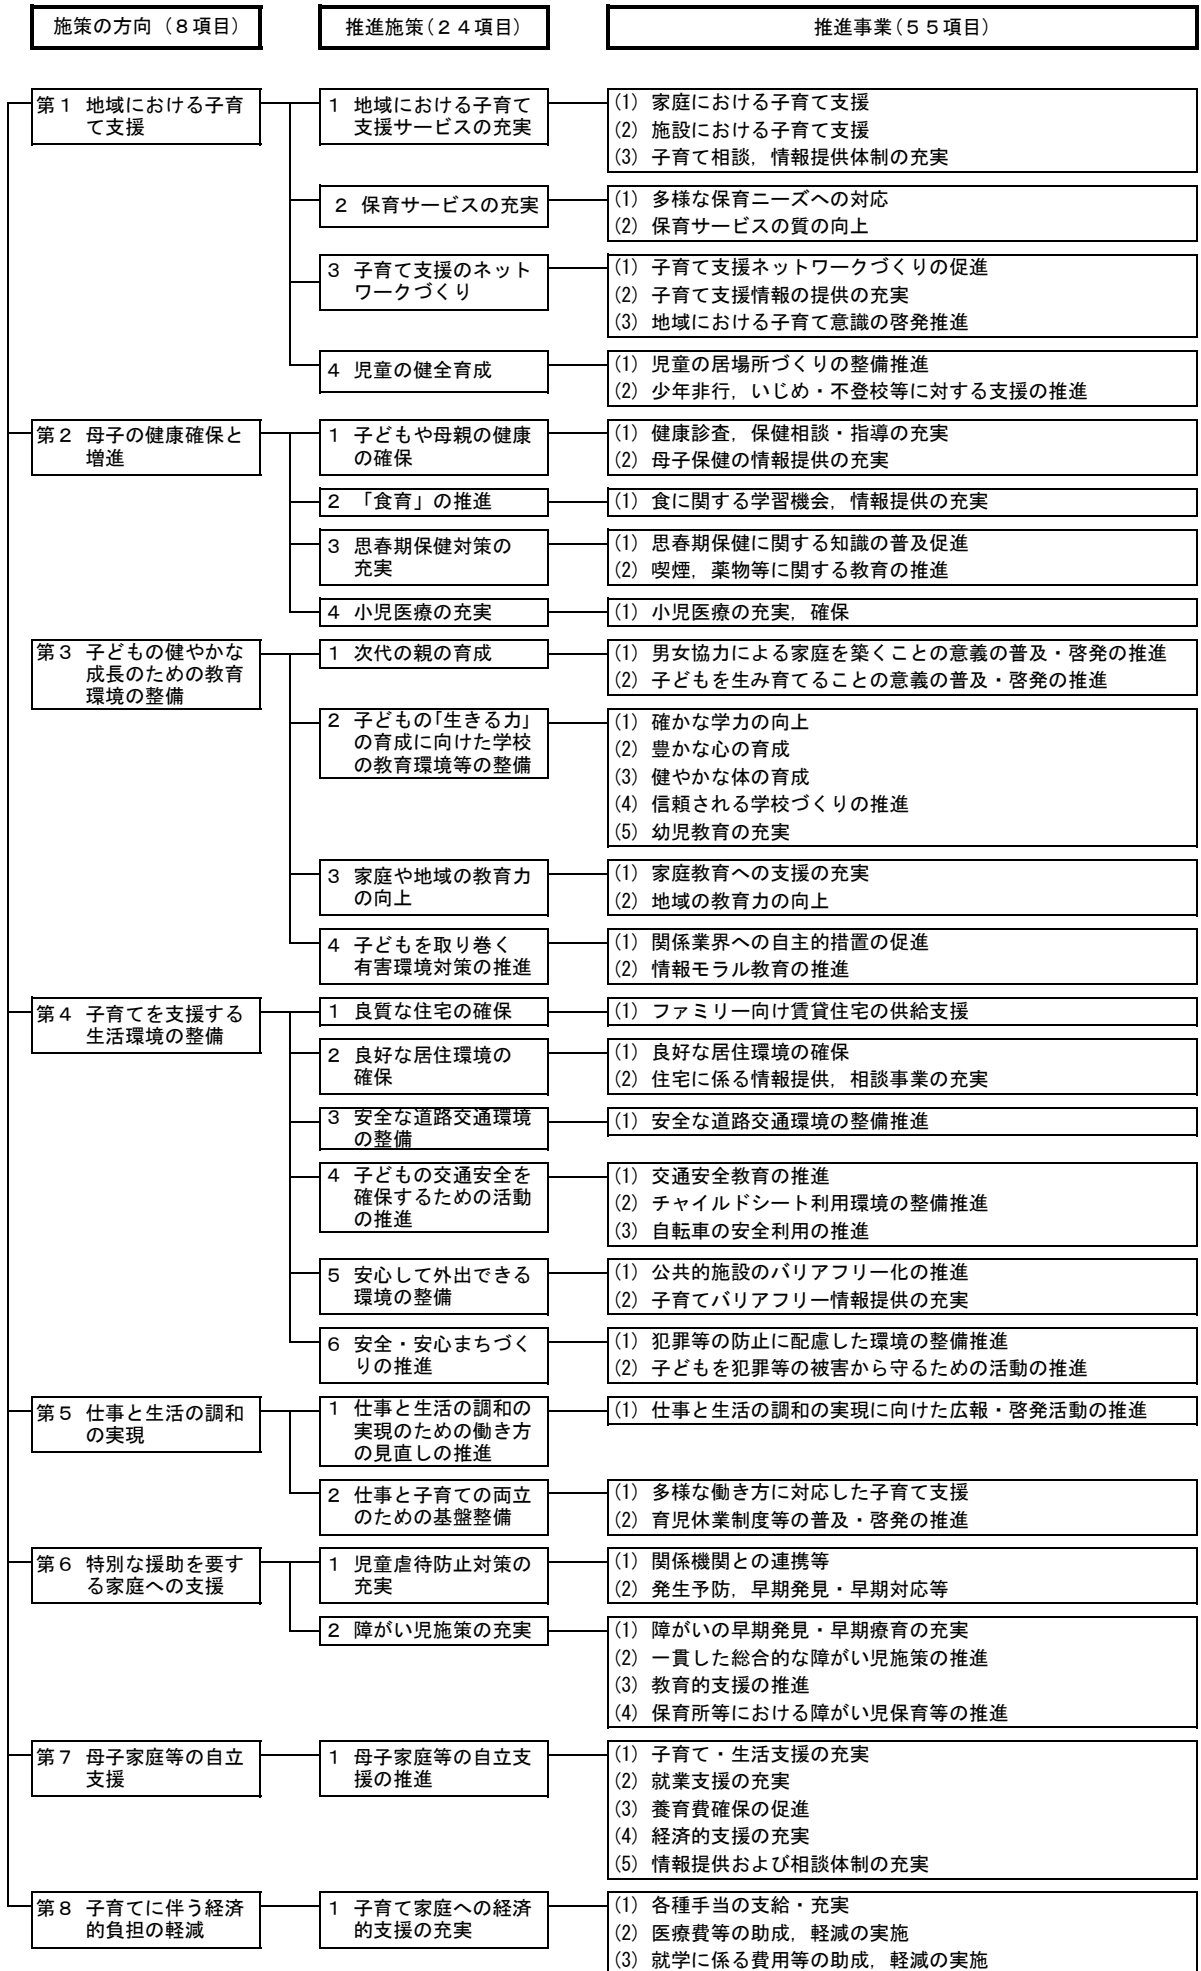 施策の方向（８項目）
推進施策（２４項目）
推進事業（５５項目）
第１ 地域における子育
て支援
１ 地域における子育て
支援サービスの充実
(1) 家庭における子育て支援
(2) 施設における子育て支援
(3) 子育て相談，情報提供体制の充実
２ 保育サービスの充実
(1) 多様な保育ニーズへの対応
(2) 保育サービスの質の向上
３ 子育て支援のネット
ワークづくり
(1) 子育て支援ネットワークづくりの促進
(2) 子育て支援情報の提供の充実
(3) 地域における子育て意識の啓発推進
４ 児童の健全育成
(1) 児童の居場所づくりの整備推進
(2) 少年非行，いじめ・不登校等に対する支援の推進
第２ 母子の健康確保と
増進
１ 子どもや母親の健康
の確保
(1) 健康診査，保健相談・指導の充実
(2) 母子保健の情報提供の充実
２ 「食育」の推進
(1) 食に関する学習機会，情報提供の充実
３ 思春期保健対策の
充実
(1) 思春期保健に関する知識の普及促進
(2) 喫煙，薬物等に関する教育の推進
４ 小児医療の充実
(1) 小児医療の充実，確保
第３ 子どもの健やかな
成長のための教育
環境の整備
１ 次代の親の育成
(1) 男女協力による家庭を築くことの意義の普及・啓発の推進
(2) 子どもを生み育てることの意義の普及・啓発の推進
２ 子どもの「生きる力」
の育成に向けた学校
の教育環境等の整備
(1) 確かな学力の向上
(2) 豊かな心の育成
(3) 健やかな体の育成
(4) 信頼される学校づくりの推進
(5) 幼児教育の充実
３ 家庭や地域の教育力
の向上
(1) 家庭教育への支援の充実
(2) 地域の教育力の向上
４ 子どもを取り巻く
有害環境対策の推進
(1) 関係業界への自主的措置の促進
(2) 情報モラル教育の推進
第４ 子育てを支援する
生活環境の整備
１ 良質な住宅の確保
(1) ファミリー向け賃貸住宅の供給支援
２ 良好な居住環境の
確保
(1) 良好な居住環境の確保
(2) 住宅に係る情報提供，相談事業の充実
３ 安全な道路交通環境
の整備
(1) 安全な道路交通環境の整備推進
４ 子どもの交通安全を
確保するための活動
の推進
(1) 交通安全教育の推進
(2) チャイルドシート利用環境の整備推進
(3) 自転車の安全利用の推進
５ 安心して外出できる
環境の整備
(1) 公共的施設のバリアフリー化の推進
(2) 子育てバリアフリー情報提供の充実
６ 安全・安心まちづく
りの推進
(1) 犯罪等の防止に配慮した環境の整備推進
(2) 子どもを犯罪等の被害から守るための活動の推進
第５ 仕事と生活の調和
の実現
１ 仕事と生活の調和の
実現のための働き方
の見直しの推進
(1) 仕事と生活の調和の実現に向けた広報・啓発活動の推進
２ 仕事と子育ての両立
のための基盤整備
(1) 多様な働き方に対応した子育て支援
(2) 育児休業制度等の普及・啓発の推進
第６ 特別な援助を要す
る家庭への支援
１ 児童虐待防止対策の
充実
(1) 関係機関との連携等
(2) 発生予防，早期発見・早期対応等
２ 障がい児施策の充実
(1) 障がいの早期発見・早期療育の充実
(2) 一貫した総合的な障がい児施策の推進
(3) 教育的支援の推進
(4) 保育所等における障がい児保育等の推進
第７ 母子家庭等の自立
支援
１ 母子家庭等の自立支
援の推進
(1) 子育て・生活支援の充実
(2) 就業支援の充実
(3) 養育費確保の促進
(4) 経済的支援の充実
(5) 情報提供および相談体制の充実
第８ 子育てに伴う経済
的負担の軽減
１ 子育て家庭への経済
的支援の充実
(1) 各種手当の支給・充実
(2) 医療費等の助成，軽減の実施
(3) 就学に係る費用等の助成，軽減の実施